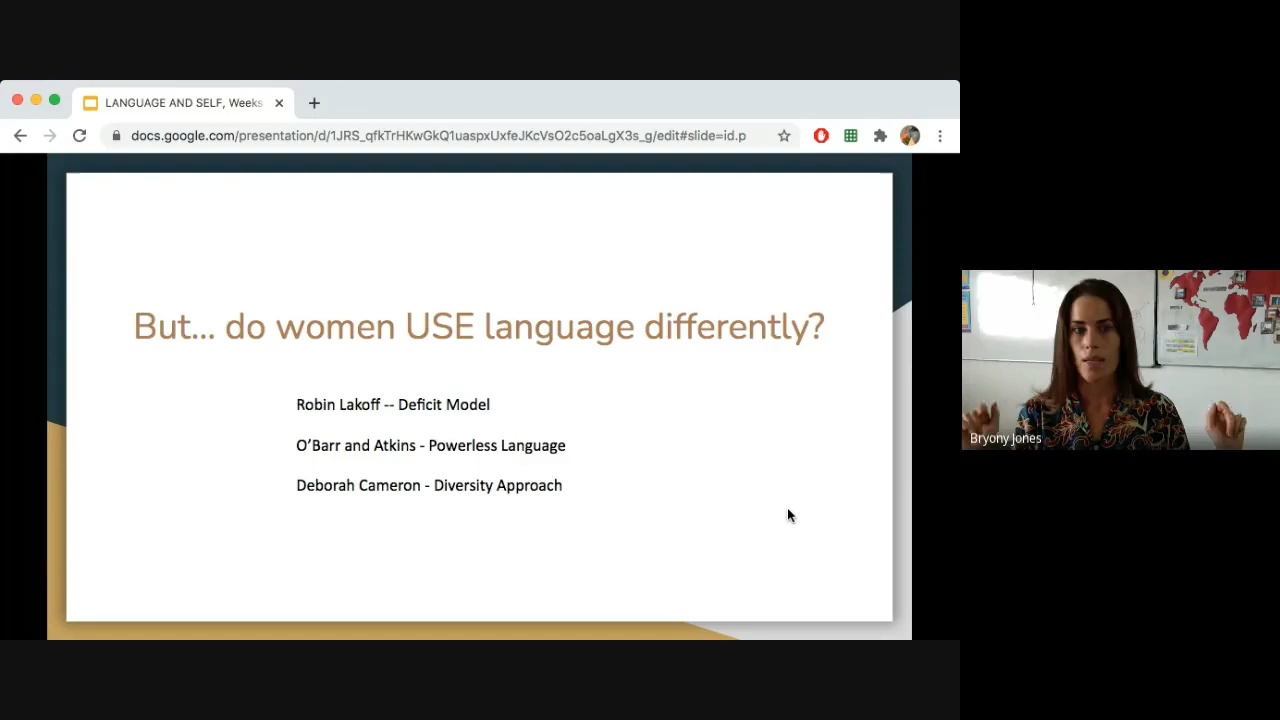 LANGUAGE AND SELF, Weeks
docs.google.com/presentation/d/1JRS_qfkTrHKwGkQ1uaspxUxfeJKcVsO2c5oaLgX3s_g/edit#slide=id.p
But... do women USE language differently?
Robin Lakoff -- Deficit Model
O’Barr and Atkins - Powerless Language
Deborah Cameron - Diversity Approach
Bryony Jones